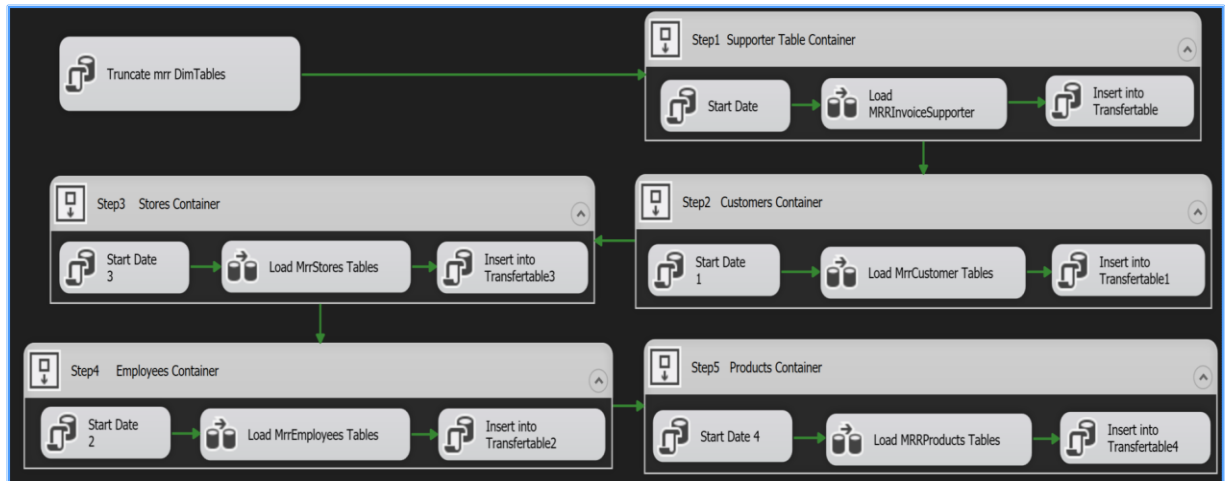 Truncate mrr DimTables
Step1 Supporter Table Container
Start Date
Load
MRRInvoiceSupporter
Insert into
Transfertable
Step2 Customers Container
Start Date
1
Load MrrCustomer Tables
Insert into
Transfertable1
Step3 Stores Container
Start Date
3
Load MrrStores Tables
Insert into
Transfertable3
Step4 Employees Container
Start Date
2
Load MrrEmployees Tables
Insert into
Transfertable2
Step5 Products Container
Start Date 4
Load MRRProducts Tables
Insert into
Transfertable4